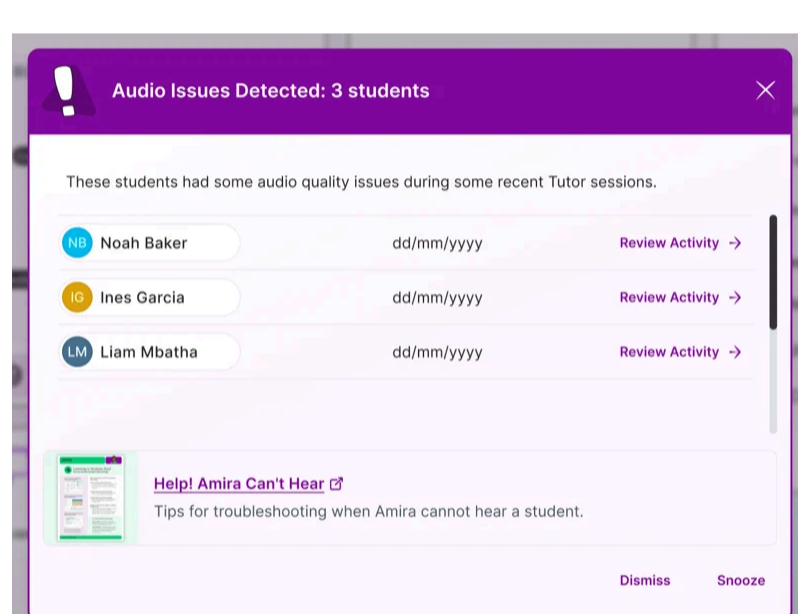 Audio Issues Detected: 3 students
These students had some audio quality issues during some recent Tutor sessions.
NB Noah Baker dd/mm/yyyy Review Activity →
IG Ines Garcia dd/mm/yyyy Review Activity →
LM Liam Mbatha dd/mm/yyyy Review Activity →
Help! Amira Can't Hear
Tips for troubleshooting when Amira cannot hear a student.
Dismiss Snooze